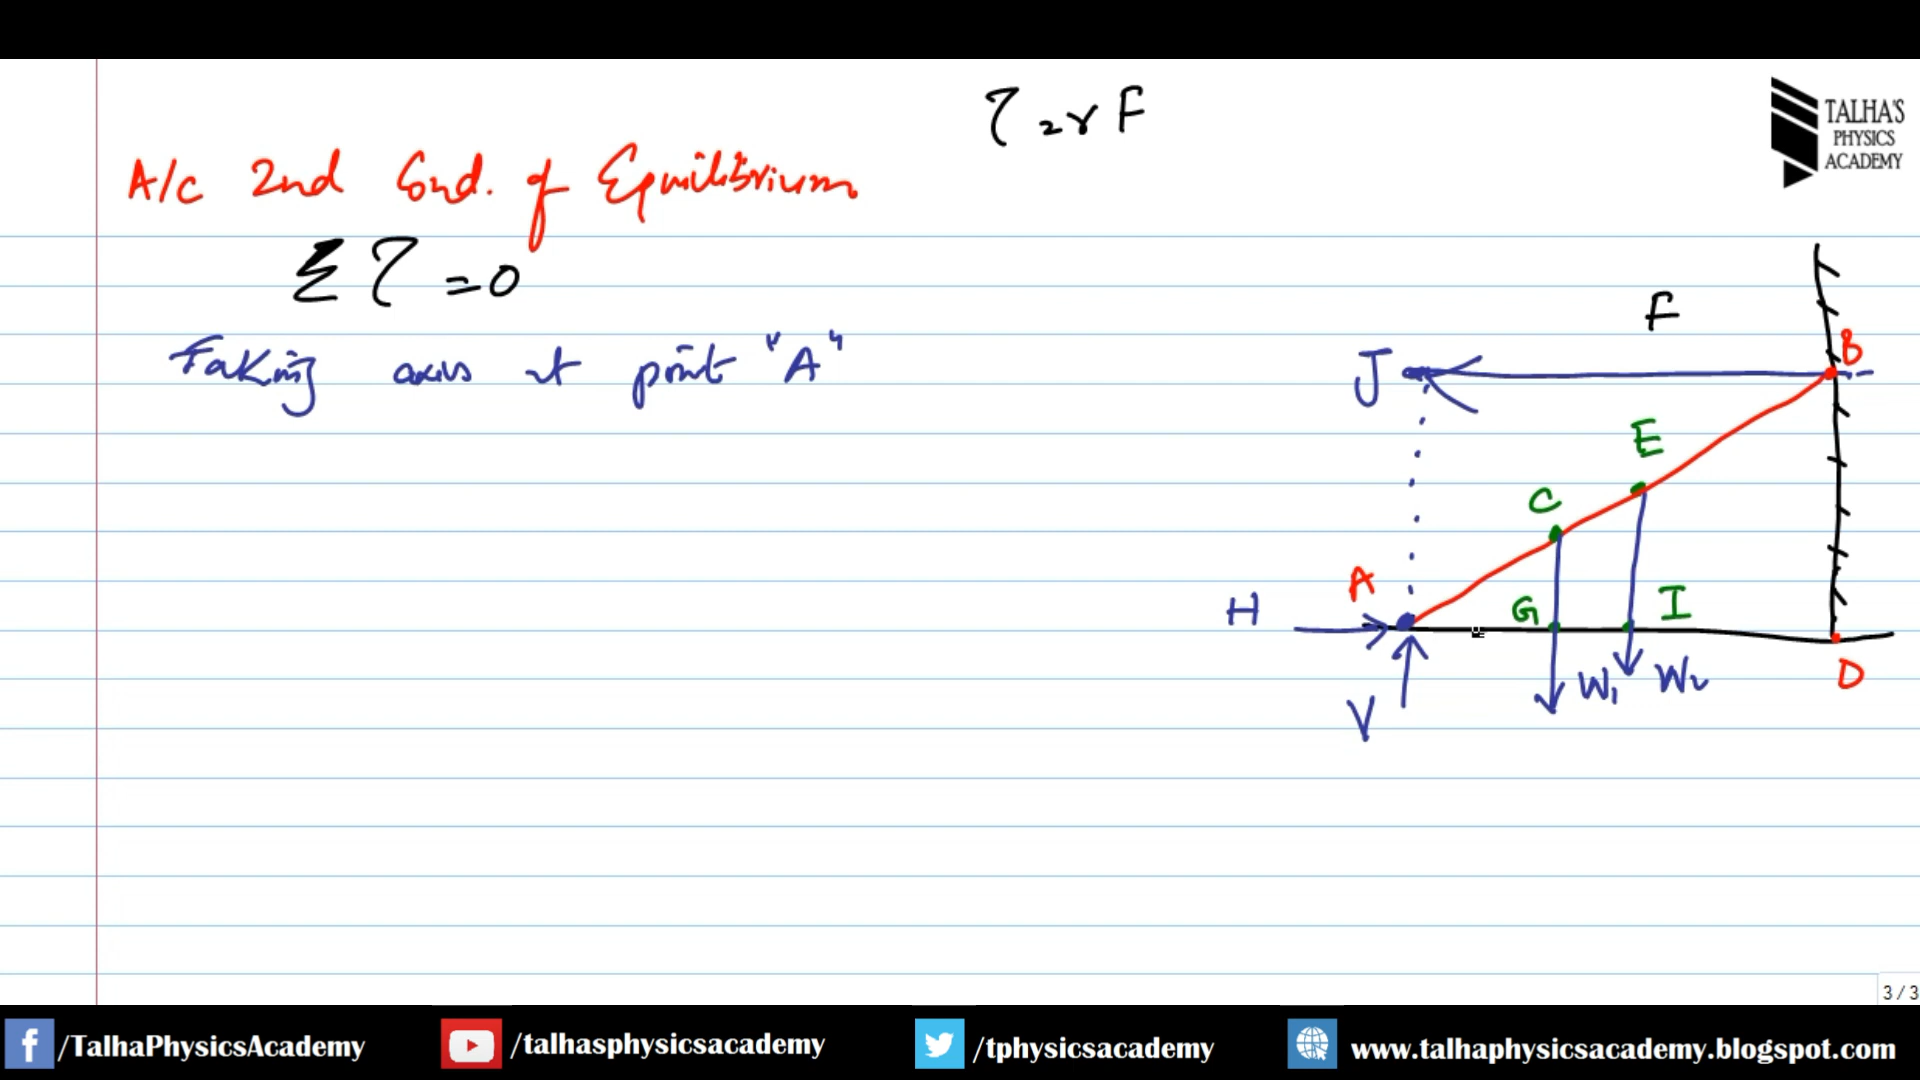 τ = r F
TALHA'S
PHYSICS
ACADEMY
A/c 2nd Cond. of Equilibrium
Σ τ = 0
F
B
Taking axis at point "A"
J
E
C
A
H
G
I
W₁
W₂
D
V
3 / 3
/TalhaPhysicsAcademy
/talhasphysicsacademy
/tphysicsacademy
www.talhaphysicsacademy.blogspot.com